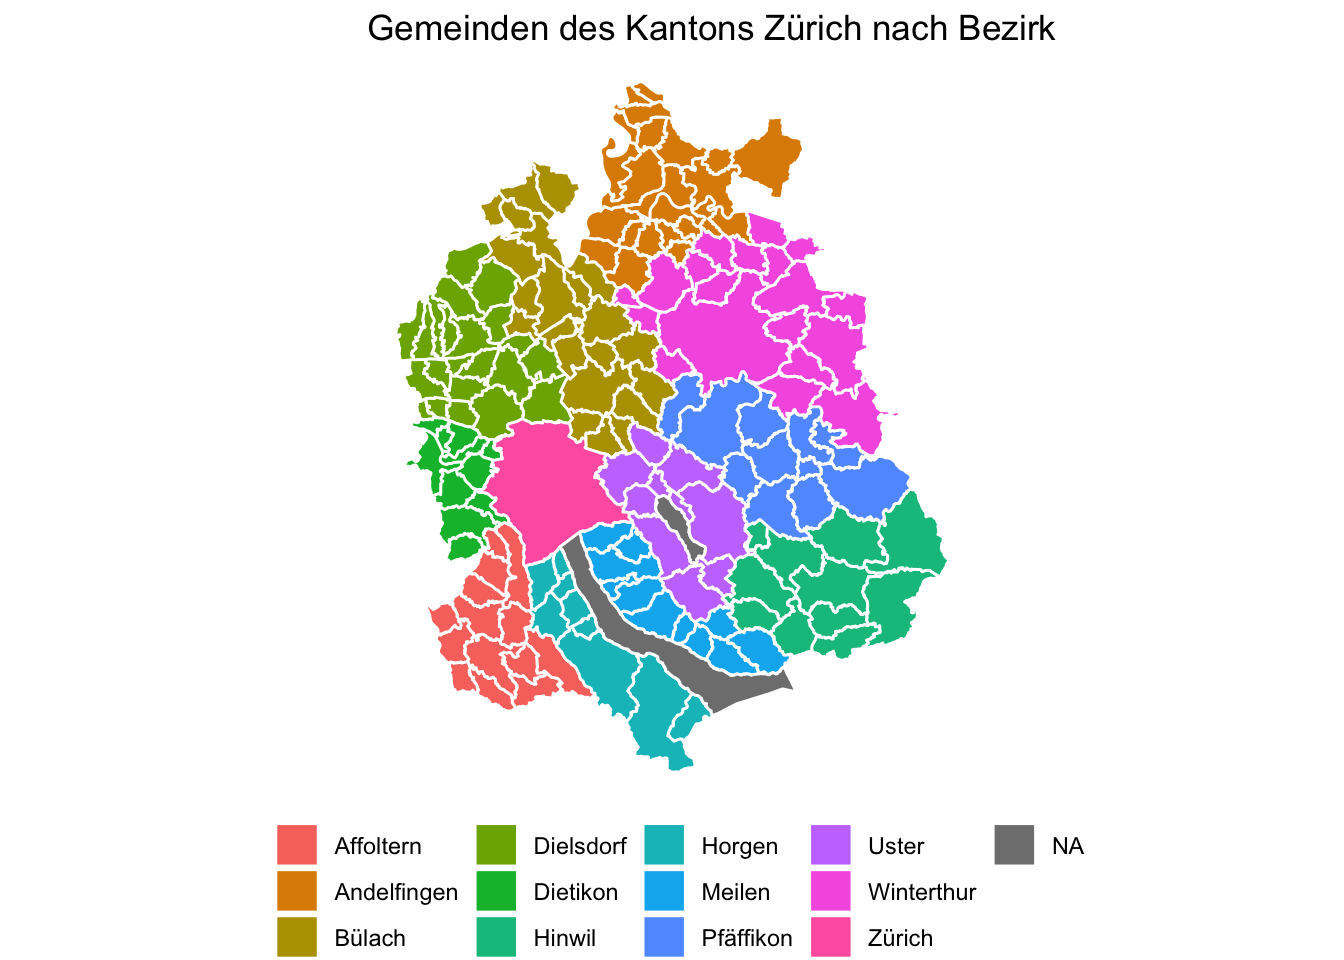 Gemeinden des Kantons Zürich nach Bezirk
Affoltern
Andelfingen
Bülach
Dielsdorf
Dietikon
Hinwil
Horgen
Meilen
Pfäffikon
Uster
Winterthur
Zürich
NA